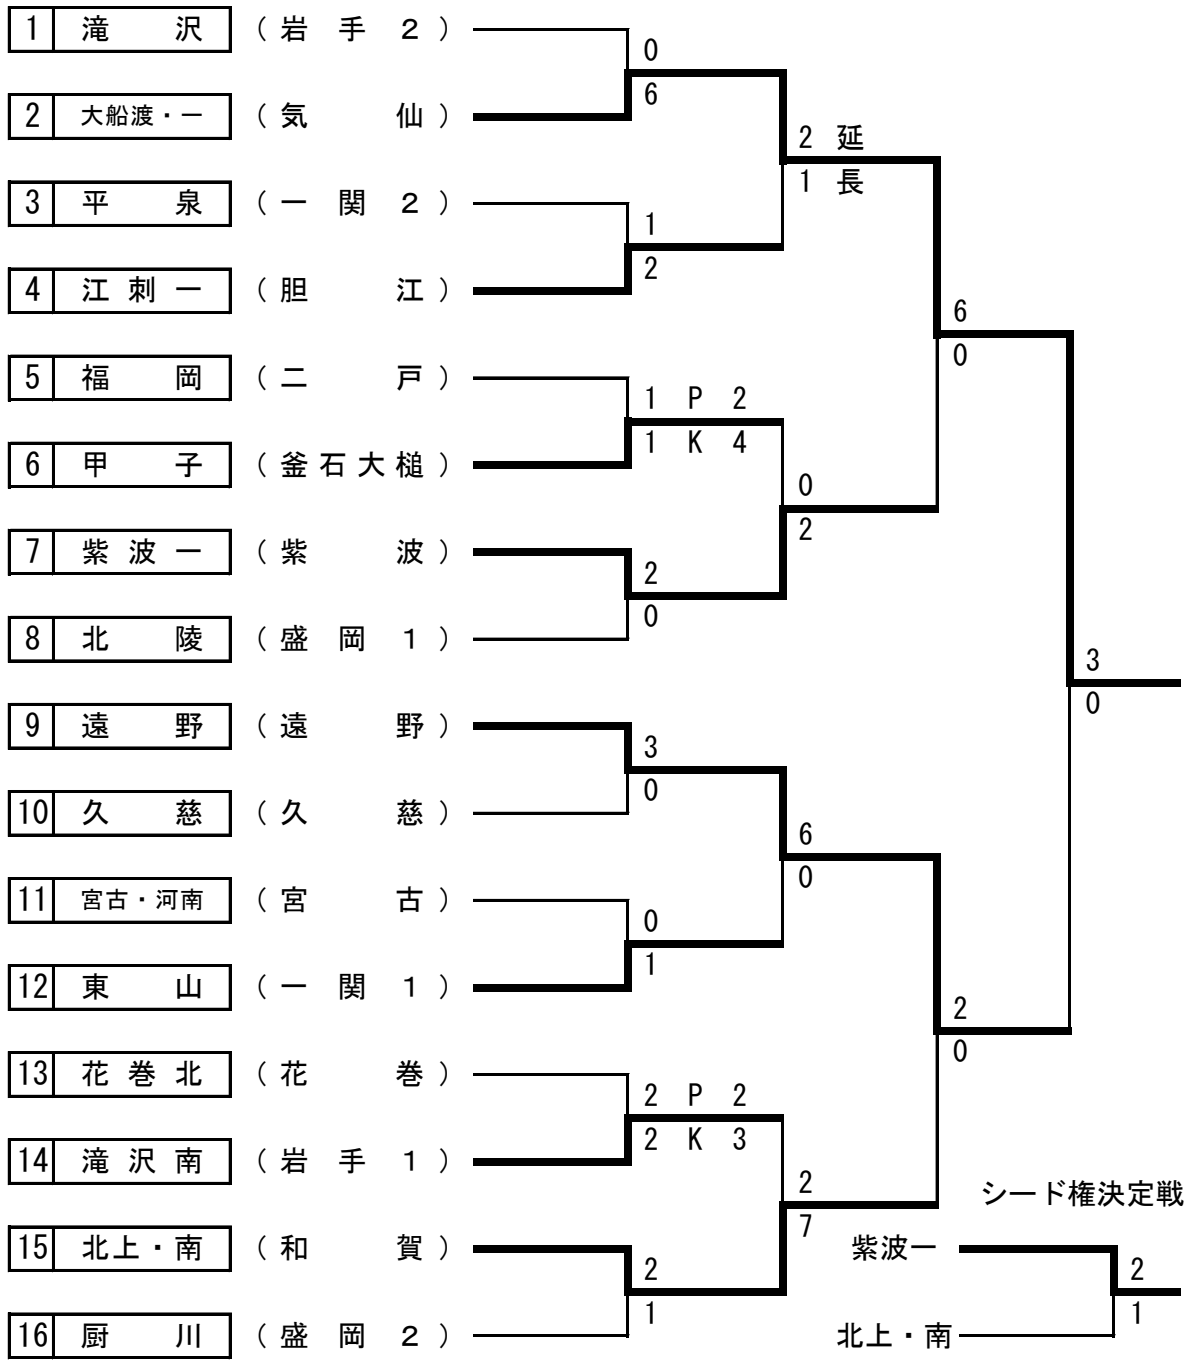 1 滝沢 (岩手2)
0
6
2 大船渡・一 (気仙)
2 延
1 長
3 平泉 (一関2)
1
2
4 江刺一 (胆江)
6
0
5 福岡 (二戸)
1 P 2
1 K 4
6 甲子 (釜石大槌)
0
2
7 紫波一 (紫波)
2
0
8 北陵 (盛岡1)
3
0
9 遠野 (遠野)
3
0
10 久慈 (久慈)
6
0
11 宮古・河南 (宮古)
0
1
12 東山 (一関1)
2
0
13 花巻北 (花巻)
2 P 2
2 K 3
14 滝沢南 (岩手1)
2
7
シード権決定戦
15 北上・南 (和賀)
2
1
紫波一
2
1
16 厨川 (盛岡2)
北上・南